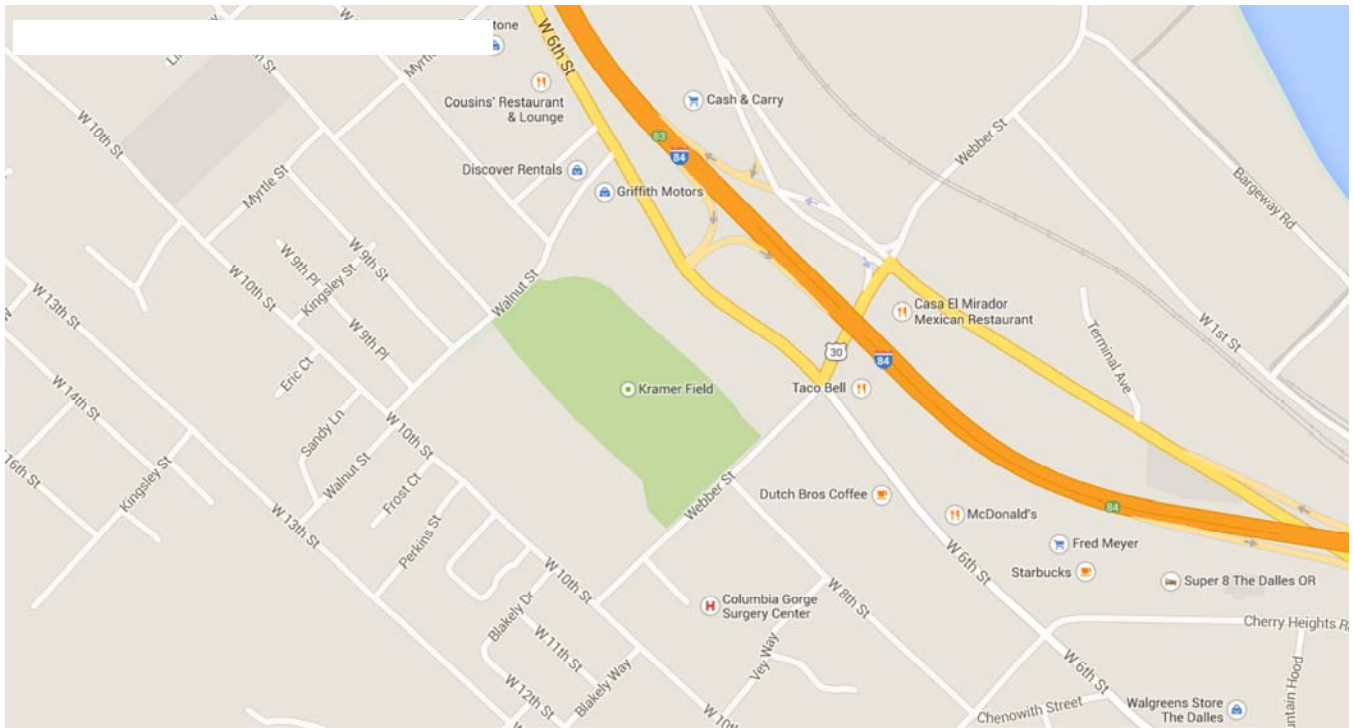 W 6th St
Cousins' Restaurant
& Lounge
Cash & Carry
83
84
Discover Rentals
Griffith Motors
Webber St
Bargeway Rd
W 10th St
Myrtle St
W 9th Pl
Kingsley St
W 9th St
Walnut St
W 10th St
W 13th St
W 9th Pl
Eric Ct
Kramer Field
Casa El Mirador
Mexican Restaurant
30
84
Taco Bell
Terminal Ave
W 1st St
W 14th St
Sandy Ln
Walnut St
W 10th St
Frost Ct
Kingsley St
W 13th St
Perkins St
Webber St
Dutch Bros Coffee
McDonald's
84
Fred Meyer
Starbucks
Super 8 The Dalles OR
W 6th St
W 10th St
Columbia Gorge
Surgery Center
H
W 8th St
Cherry Heights
Blakely Dr
W 11th St
Blakely Way
Vey Way
W 12th St
W 6th St
Chenowith Street
Walgreens Store
The Dalles
W 16th St